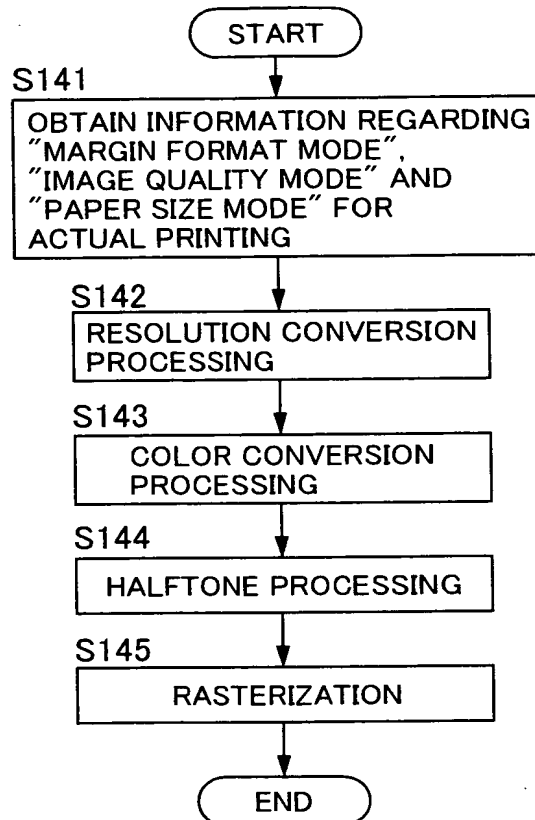 START
S141
OBTAIN INFORMATION REGARDING
"MARGIN FORMAT MODE",
"IMAGE QUALITY MODE" AND
"PAPER SIZE MODE" FOR
ACTUAL PRINTING
S142
RESOLUTION CONVERSION
PROCESSING
S143
COLOR CONVERSION
PROCESSING
S144
HALFTONE PROCESSING
S145
RASTERIZATION
END